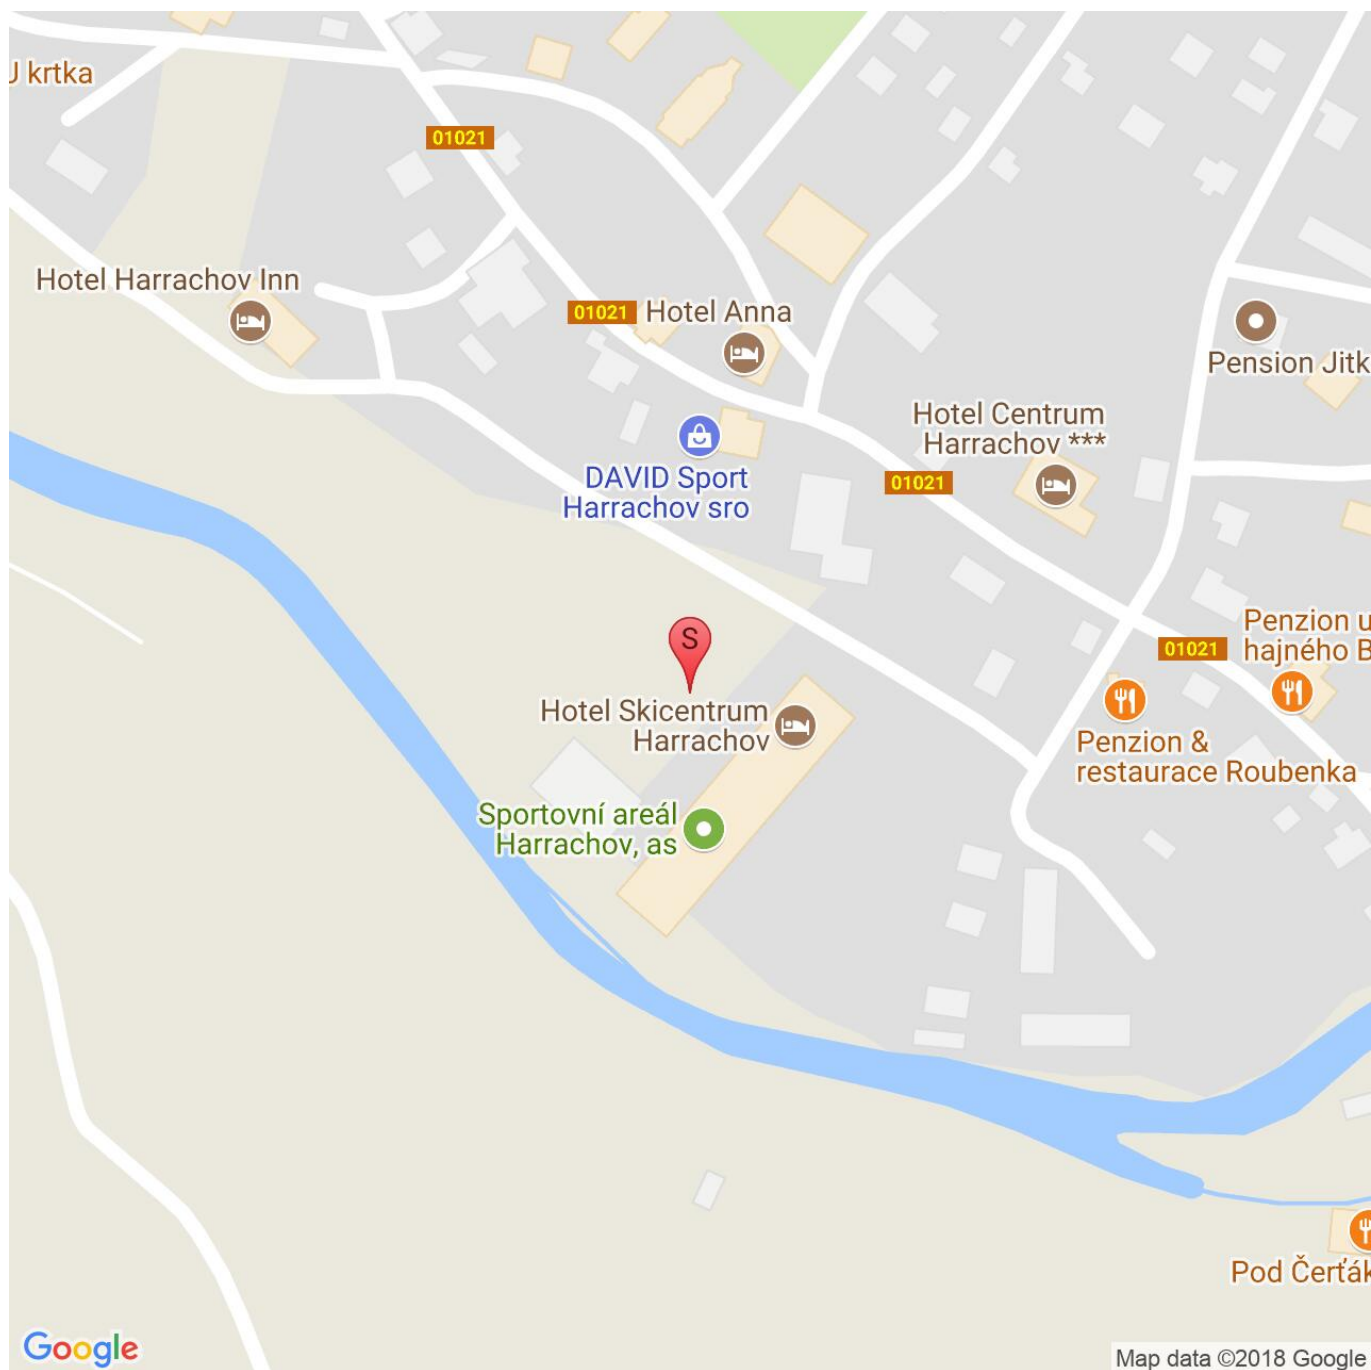 U krtka
01021
Hotel Harrachov Inn
01021
Hotel Anna
Pension Jitk
Hotel Centrum
Harrachov ***
DAVID Sport
Harrachov sro
01021
S
Penzion u
hajného B
01021
Hotel Skicentrum
Harrachov
Penzion &
restaurace Roubenka
Sportovní areál
Harrachov, as
Pod Čerťák
Google
Map data ©2018 Google